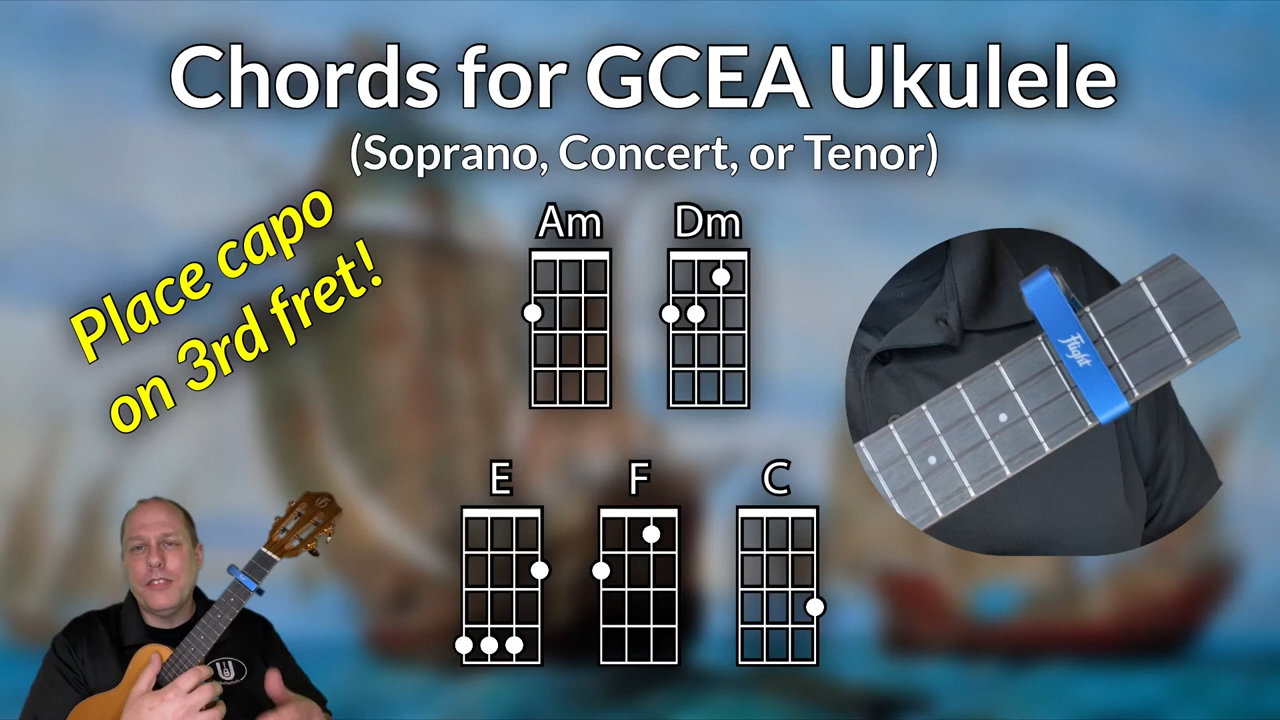 Chords for GCEA Ukulele
(Soprano, Concert, or Tenor)
Place capo
on 3rd fret!
Am
Dm
Flight
E
F
C